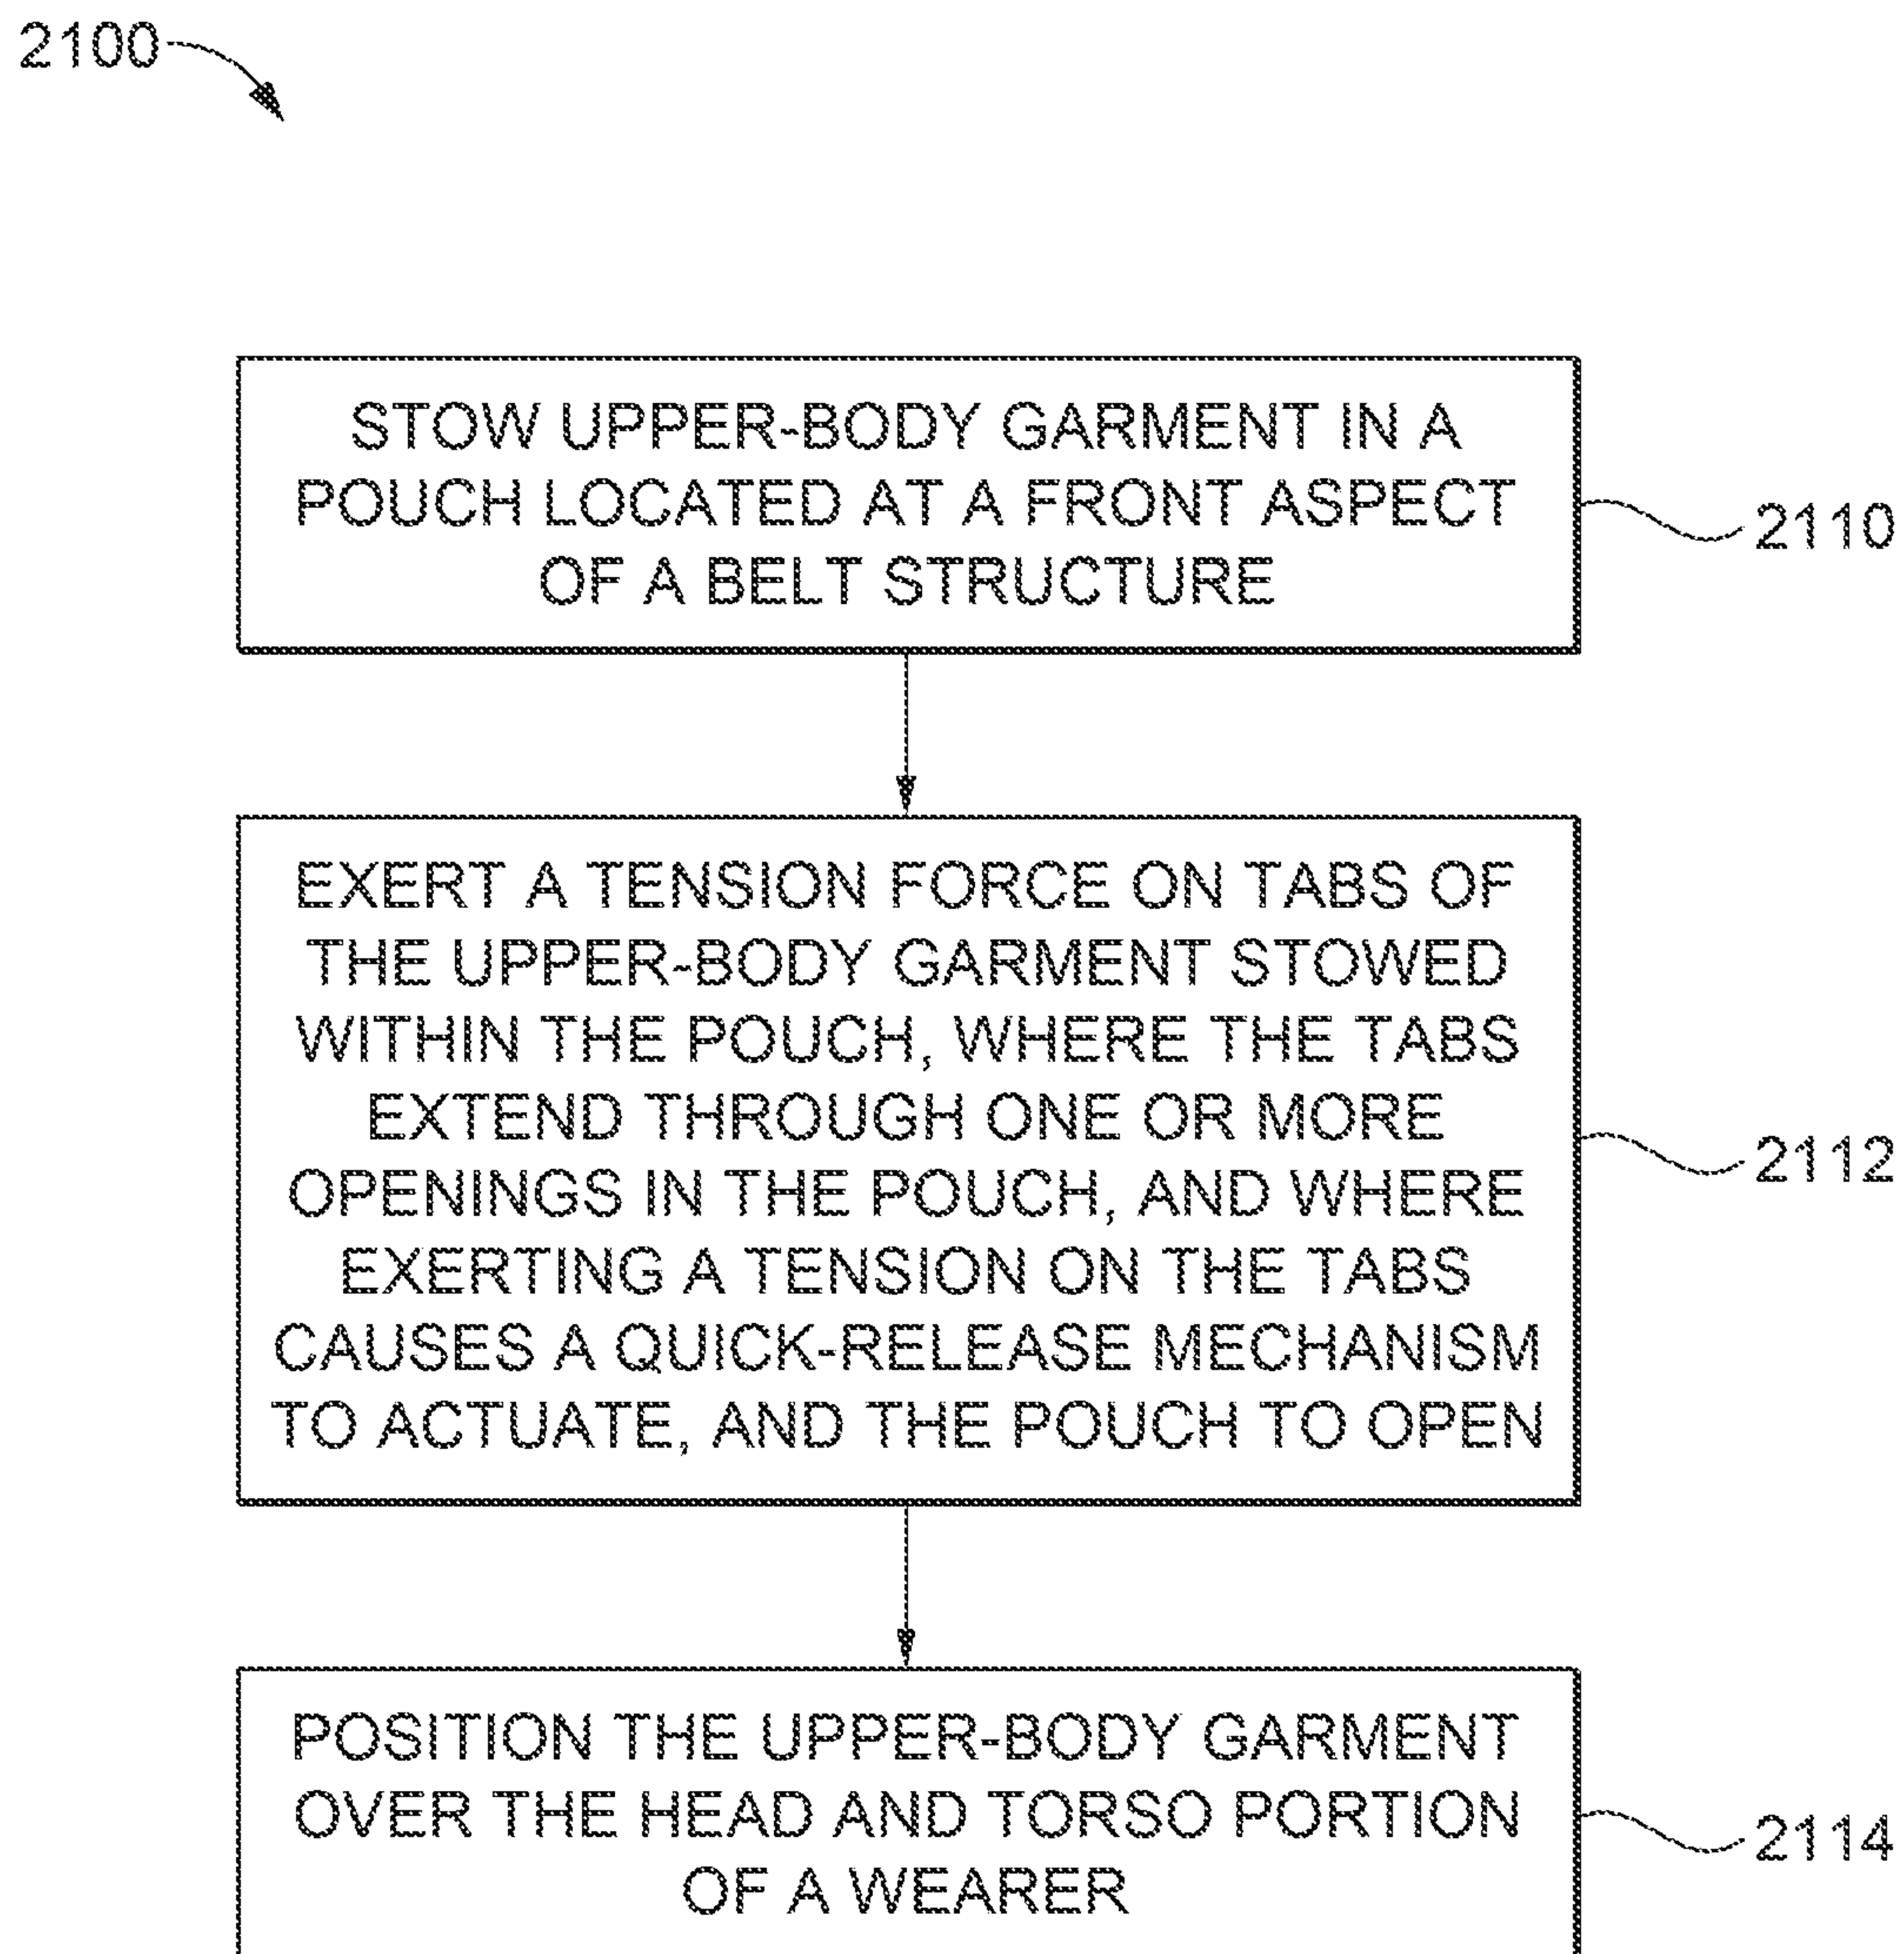 2100
STOW UPPER-BODY GARMENT IN A
POUCH LOCATED AT A FRONT ASPECT
OF A BELT STRUCTURE
2110
EXERT A TENSION FORCE ON TABS OF
THE UPPER-BODY GARMENT STOWED
WITHIN THE POUCH, WHERE THE TABS
EXTEND THROUGH ONE OR MORE
OPENINGS IN THE POUCH, AND WHERE
EXERTING A TENSION ON THE TABS
CAUSES A QUICK-RELEASE MECHANISM
TO ACTUATE, AND THE POUCH TO OPEN
2112
POSITION THE UPPER-BODY GARMENT
OVER THE HEAD AND TORSO PORTION
OF A WEARER
2114